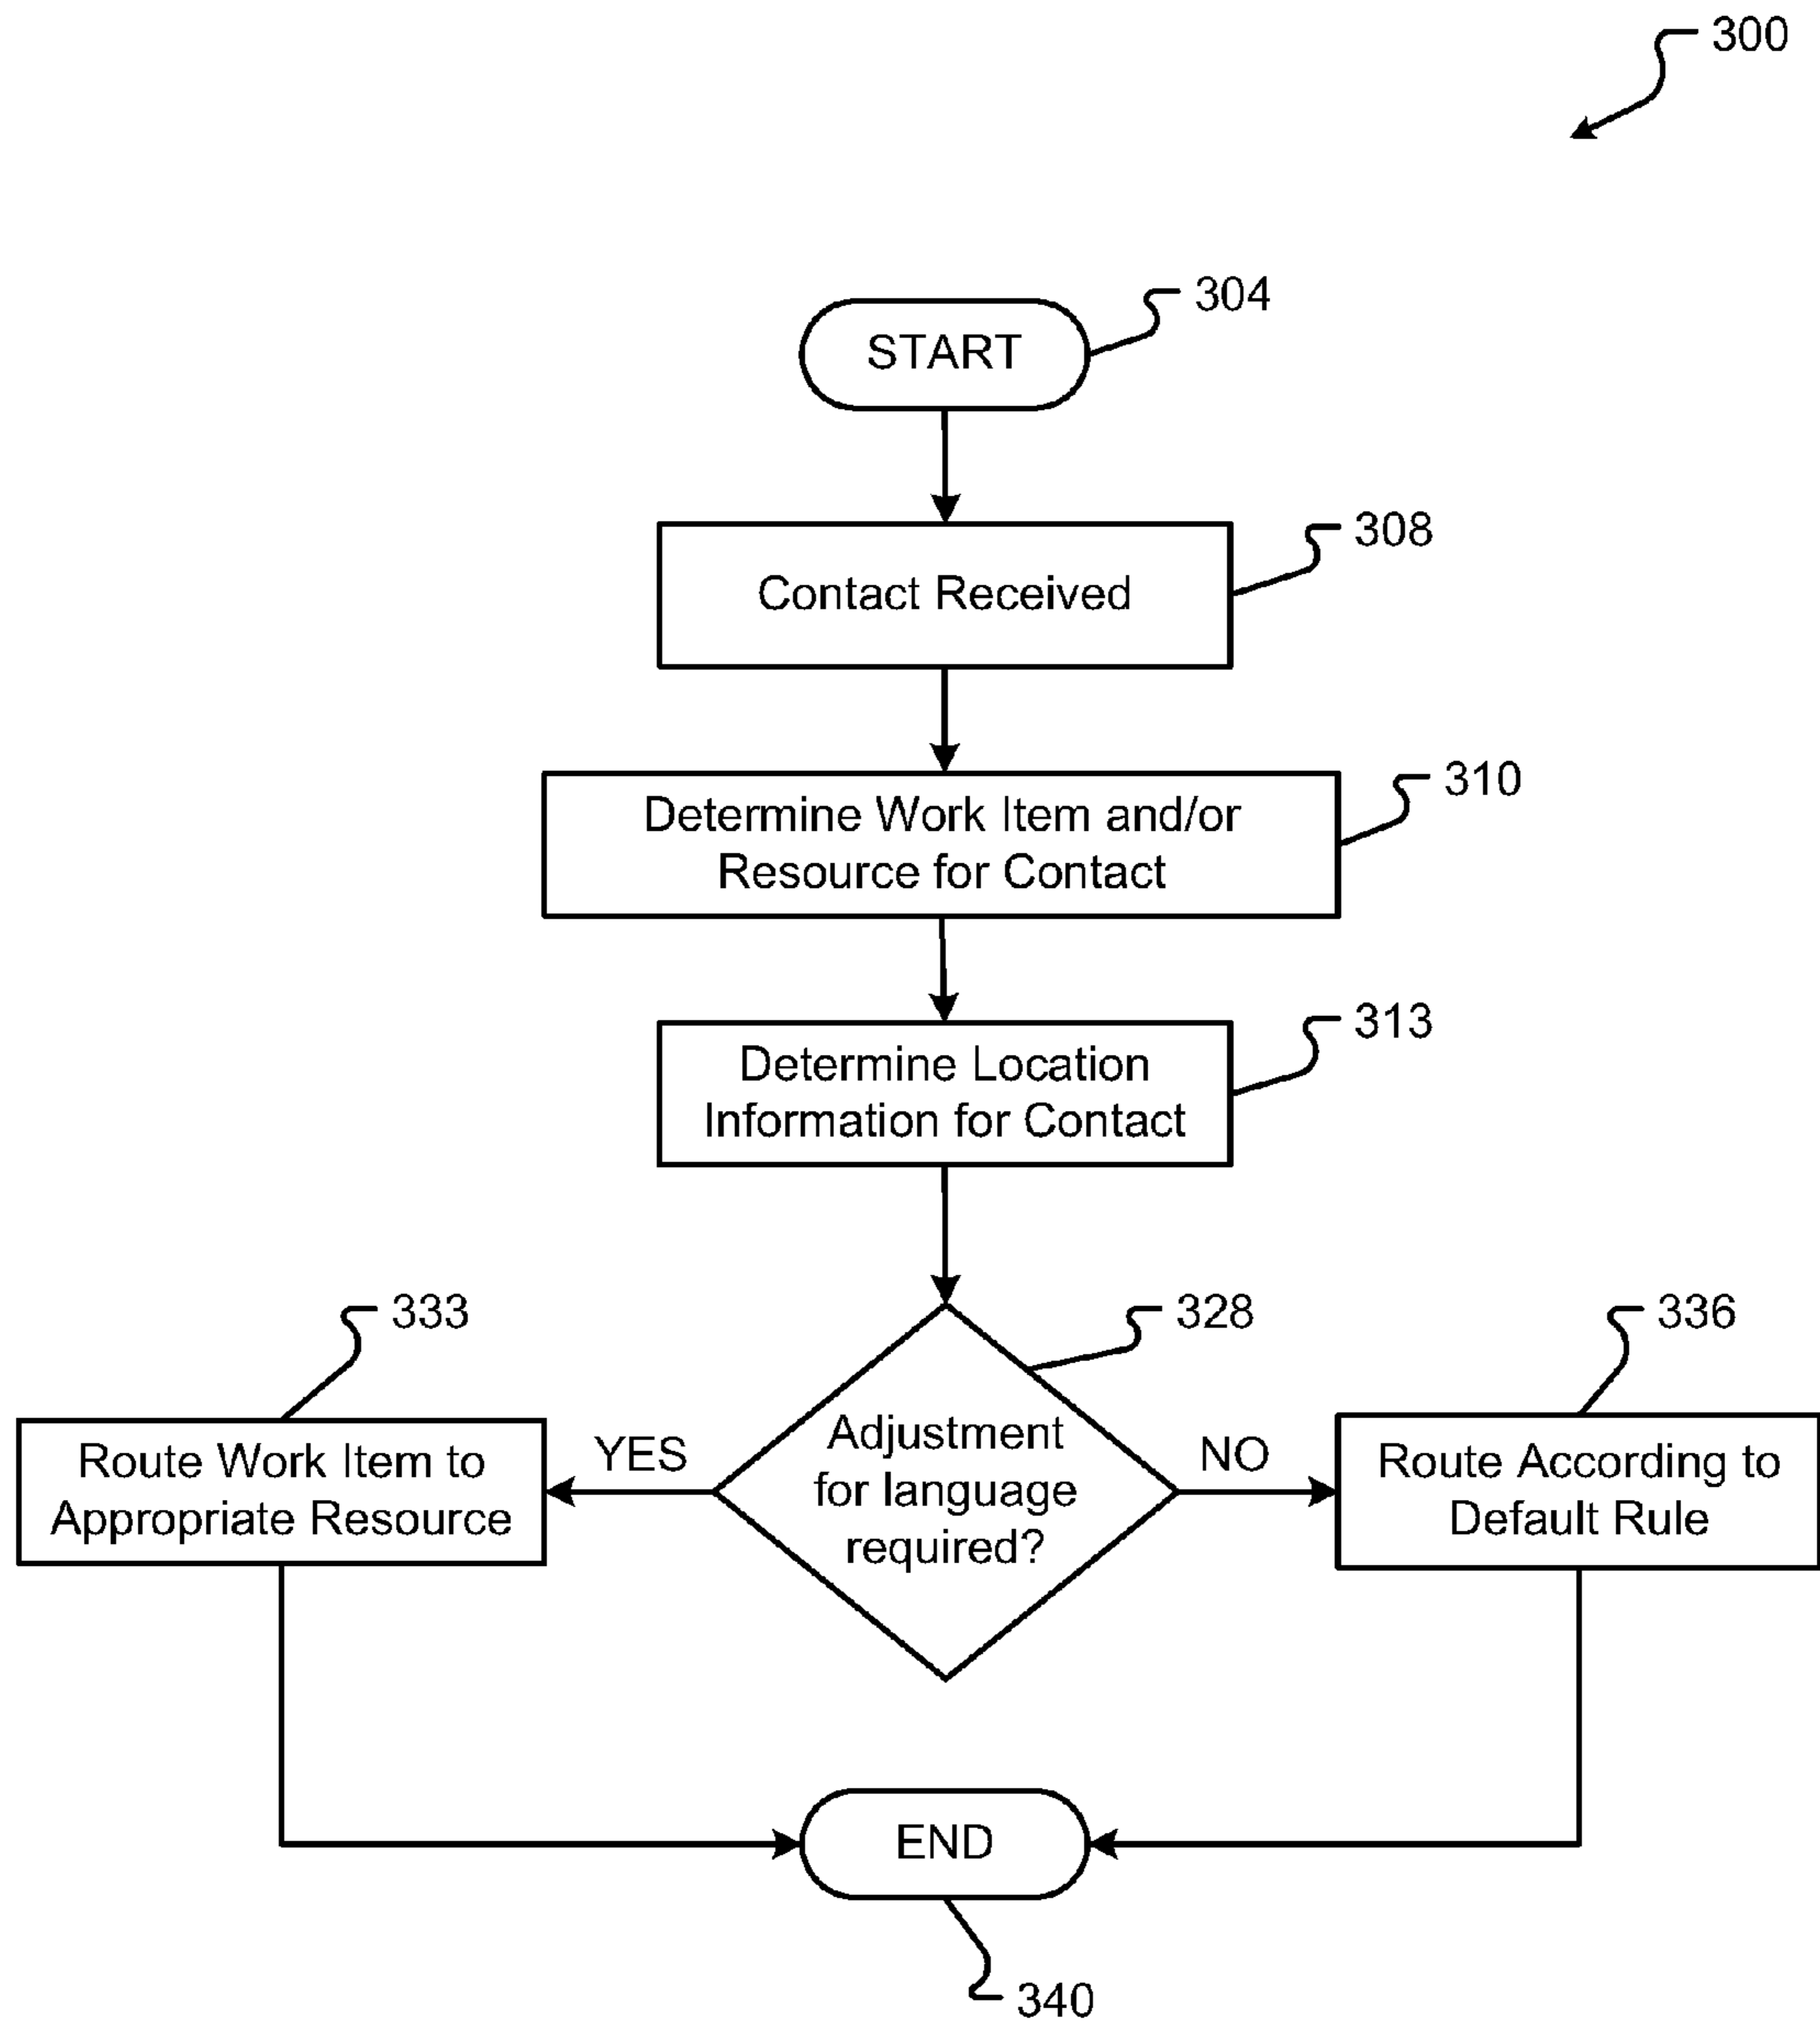 300
304
START
308
Contact Received
310
Determine Work Item and/or
Resource for Contact
313
Determine Location
Information for Contact
333
328
336
Route Work Item to
Appropriate Resource
YES
Adjustment
for language
required?
NO
Route According to
Default Rule
END
340